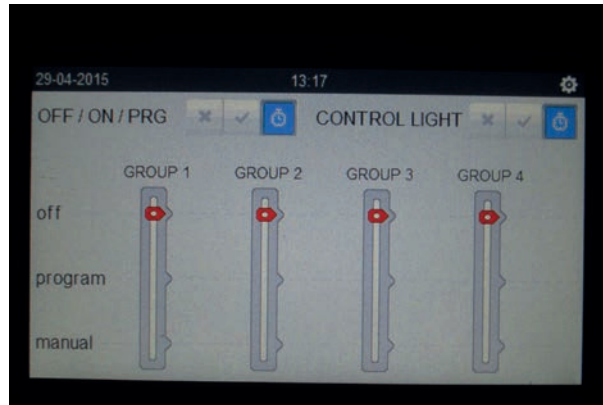 29-04-2015 13:17
OFF / ON / PRG CONTROL LIGHT
GROUP 1 GROUP 2 GROUP 3 GROUP 4
off
program
manual